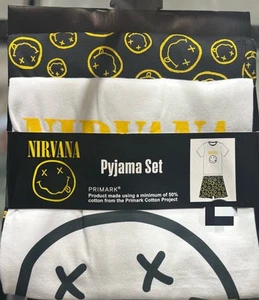 NIRVANA
NIRVANA
Pyjama Set
PRIMARK®
Product made using a minimum of 50%
cotton from the Primark Cotton Project